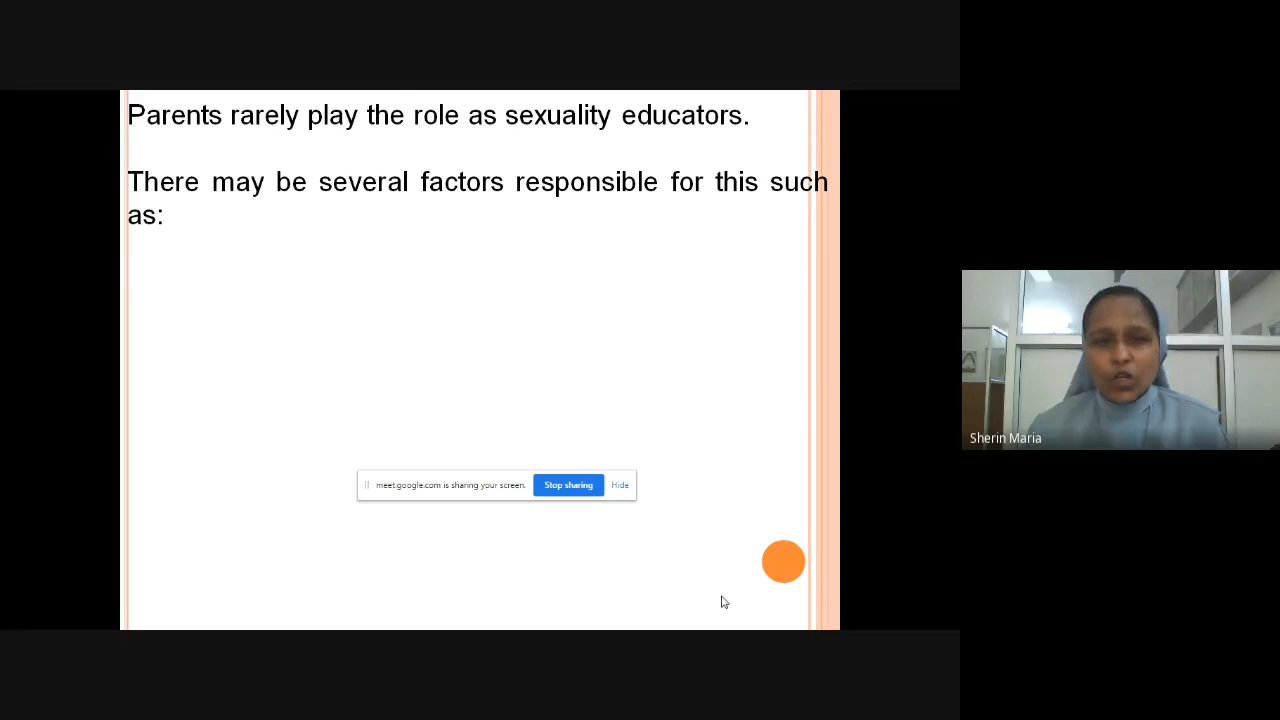 Parents rarely play the role as sexuality educators.
There may be several factors responsible for this such
as:
meet.google.com is sharing your screen. Stop sharing Hide
Sherin Maria